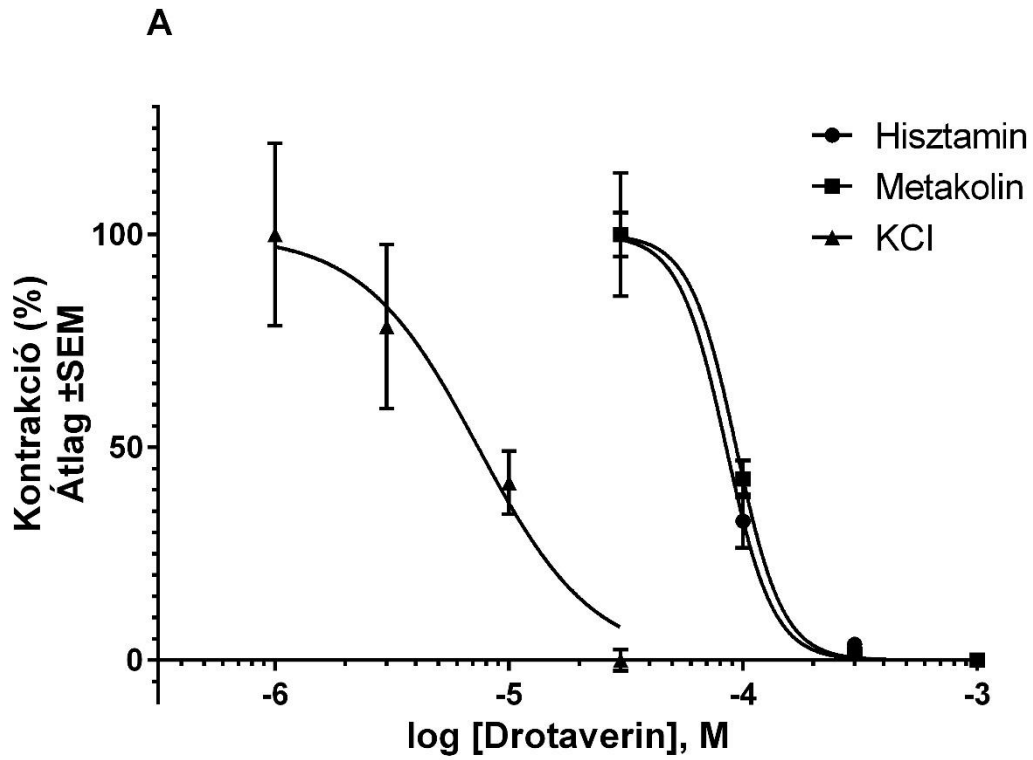 A
Hisztamin
Metakolin
KCl
Kontrakció (%)
Átlag ±SEM
100
50
0
-6
-5
-4
-3
log [Drotaverin], M